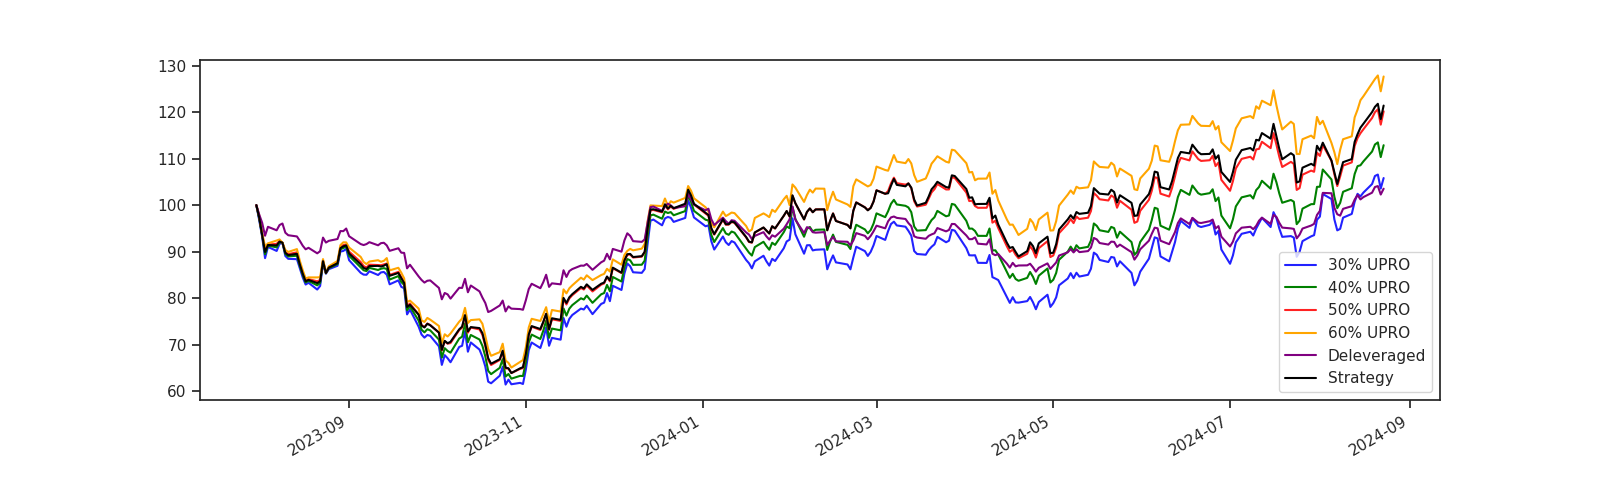 130
120
110
100
90
80
70
60
2023-09
2023-11
2024-01
2024-03
2024-05
2024-07
2024-09
30% UPRO
40% UPRO
50% UPRO
60% UPRO
Deleveraged
Strategy